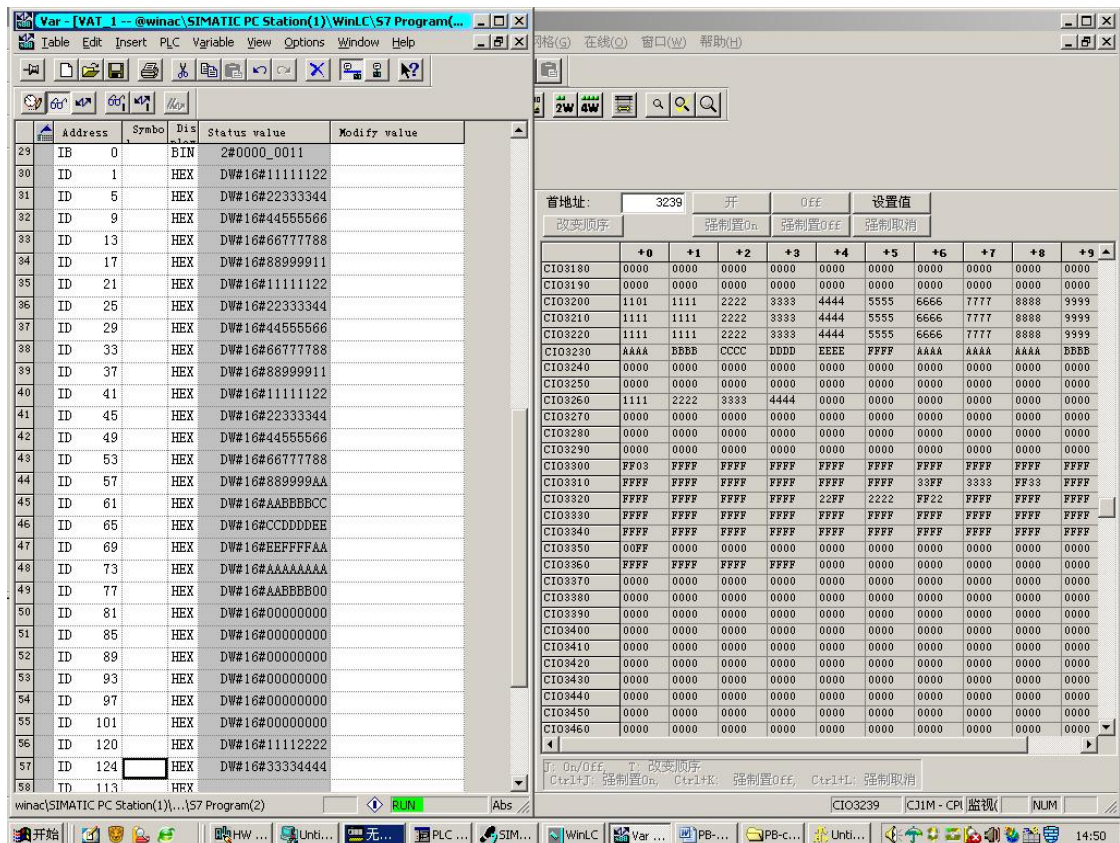 Var - [VAT_1 -- @winac\SIMATIC PC Station(1)\WinLC\S7 Program(...
Table Edit Insert PLC Variable View Options Window Help
Address Symbo Dis Status value Modify value
29 IB 0 BIN 2#0000_0011
30 ID 1 HEX DW#16#11111122
31 ID 5 HEX DW#16#22333344
32 ID 9 HEX DW#16#44555566
33 ID 13 HEX DW#16#66777788
34 ID 17 HEX DW#16#88999911
35 ID 21 HEX DW#16#11111122
36 ID 25 HEX DW#16#22333344
37 ID 29 HEX DW#16#44555566
38 ID 33 HEX DW#16#66777788
39 ID 37 HEX DW#16#88999911
40 ID 41 HEX DW#16#11111122
41 ID 45 HEX DW#16#22333344
42 ID 49 HEX DW#16#44555566
43 ID 53 HEX DW#16#66777788
44 ID 57 HEX DW#16#889999AA
45 ID 61 HEX DW#16#AABBBBCC
46 ID 65 HEX DW#16#CCDDDDEE
47 ID 69 HEX DW#16#EEFFFFAA
48 ID 73 HEX DW#16#AAAAAAAA
49 ID 77 HEX DW#16#AABBBB00
50 ID 81 HEX DW#16#00000000
51 ID 85 HEX DW#16#00000000
52 ID 89 HEX DW#16#00000000
53 ID 93 HEX DW#16#00000000
54 ID 97 HEX DW#16#00000000
55 ID 101 HEX DW#16#00000000
56 ID 120 HEX DW#16#11112222
57 ID 124 HEX DW#16#33334444
58 ID 113 HEX
winac\SIMATIC PC Station(1)\...\S7 Program(2) RUN Abs
网格(G) 在线(O) 窗口(W) 帮助(H)
2W 4W
首地址: 3239 开 Off 设置值
改变顺序 强制置On 强制置Off 强制取消
+0 +1 +2 +3 +4 +5 +6 +7 +8 +9
CIO3180 0000 0000 0000 0000 0000 0000 0000 0000 0000 0000
CIO3190 0000 0000 0000 0000 0000 0000 0000 0000 0000 0000
CIO3200 1101 1111 2222 3333 4444 5555 6666 7777 8888 9999
CIO3210 1111 1111 2222 3333 4444 5555 6666 7777 8888 9999
CIO3220 1111 1111 2222 3333 4444 5555 6666 7777 8888 9999
CIO3230 AAAA BBBB CCCC DDDD EEEE FFFF AAAA AAAA AAAA BBBB
CIO3240 0000 0000 0000 0000 0000 0000 0000 0000 0000 0000
CIO3250 0000 0000 0000 0000 0000 0000 0000 0000 0000 0000
CIO3260 1111 2222 3333 4444 0000 0000 0000 0000 0000 0000
CIO3270 0000 0000 0000 0000 0000 0000 0000 0000 0000 0000
CIO3280 0000 0000 0000 0000 0000 0000 0000 0000 0000 0000
CIO3290 0000 0000 0000 0000 0000 0000 0000 0000 0000 0000
CIO3300 FF03 FFFF FFFF FFFF FFFF FFFF FFFF FFFF FFFF FFFF
CIO3310 FFFF FFFF FFFF FFFF FFFF FFFF 33FF 3333 FF33 FFFF
CIO3320 FFFF FFFF FFFF FFFF 22FF 2222 FF22 FFFF FFFF FFFF
CIO3330 FFFF FFFF FFFF FFFF FFFF FFFF FFFF FFFF FFFF FFFF
CIO3340 FFFF FFFF FFFF FFFF FFFF FFFF FFFF FFFF FFFF FFFF
CIO3350 00FF 0000 0000 0000 0000 0000 0000 0000 0000 0000
CIO3360 FFFF FFFF FFFF FFFF 0000 0000 0000 0000 0000 0000
CIO3370 0000 0000 0000 0000 0000 0000 0000 0000 0000 0000
CIO3380 0000 0000 0000 0000 0000 0000 0000 0000 0000 0000
CIO3390 0000 0000 0000 0000 0000 0000 0000 0000 0000 0000
CIO3400 0000 0000 0000 0000 0000 0000 0000 0000 0000 0000
CIO3410 0000 0000 0000 0000 0000 0000 0000 0000 0000 0000
CIO3420 0000 0000 0000 0000 0000 0000 0000 0000 0000 0000
CIO3430 0000 0000 0000 0000 0000 0000 0000 0000 0000 0000
CIO3440 0000 0000 0000 0000 0000 0000 0000 0000 0000 0000
CIO3450 0000 0000 0000 0000 0000 0000 0000 0000 0000 0000
CIO3460 0000 0000 0000 0000 0000 0000 0000 0000 0000 0000
J: On/Off, T: 改变顺序
Ctrl+J: 强制置On, Ctrl+K: 强制置Off, Ctrl+L: 强制取消
CIO3239 CJ1M - CPU 监视( NUM
开始 HW ... Unti... 无... PLC ... SIM... WinLC Var ... PB-... PB-c... Unti... 14:50